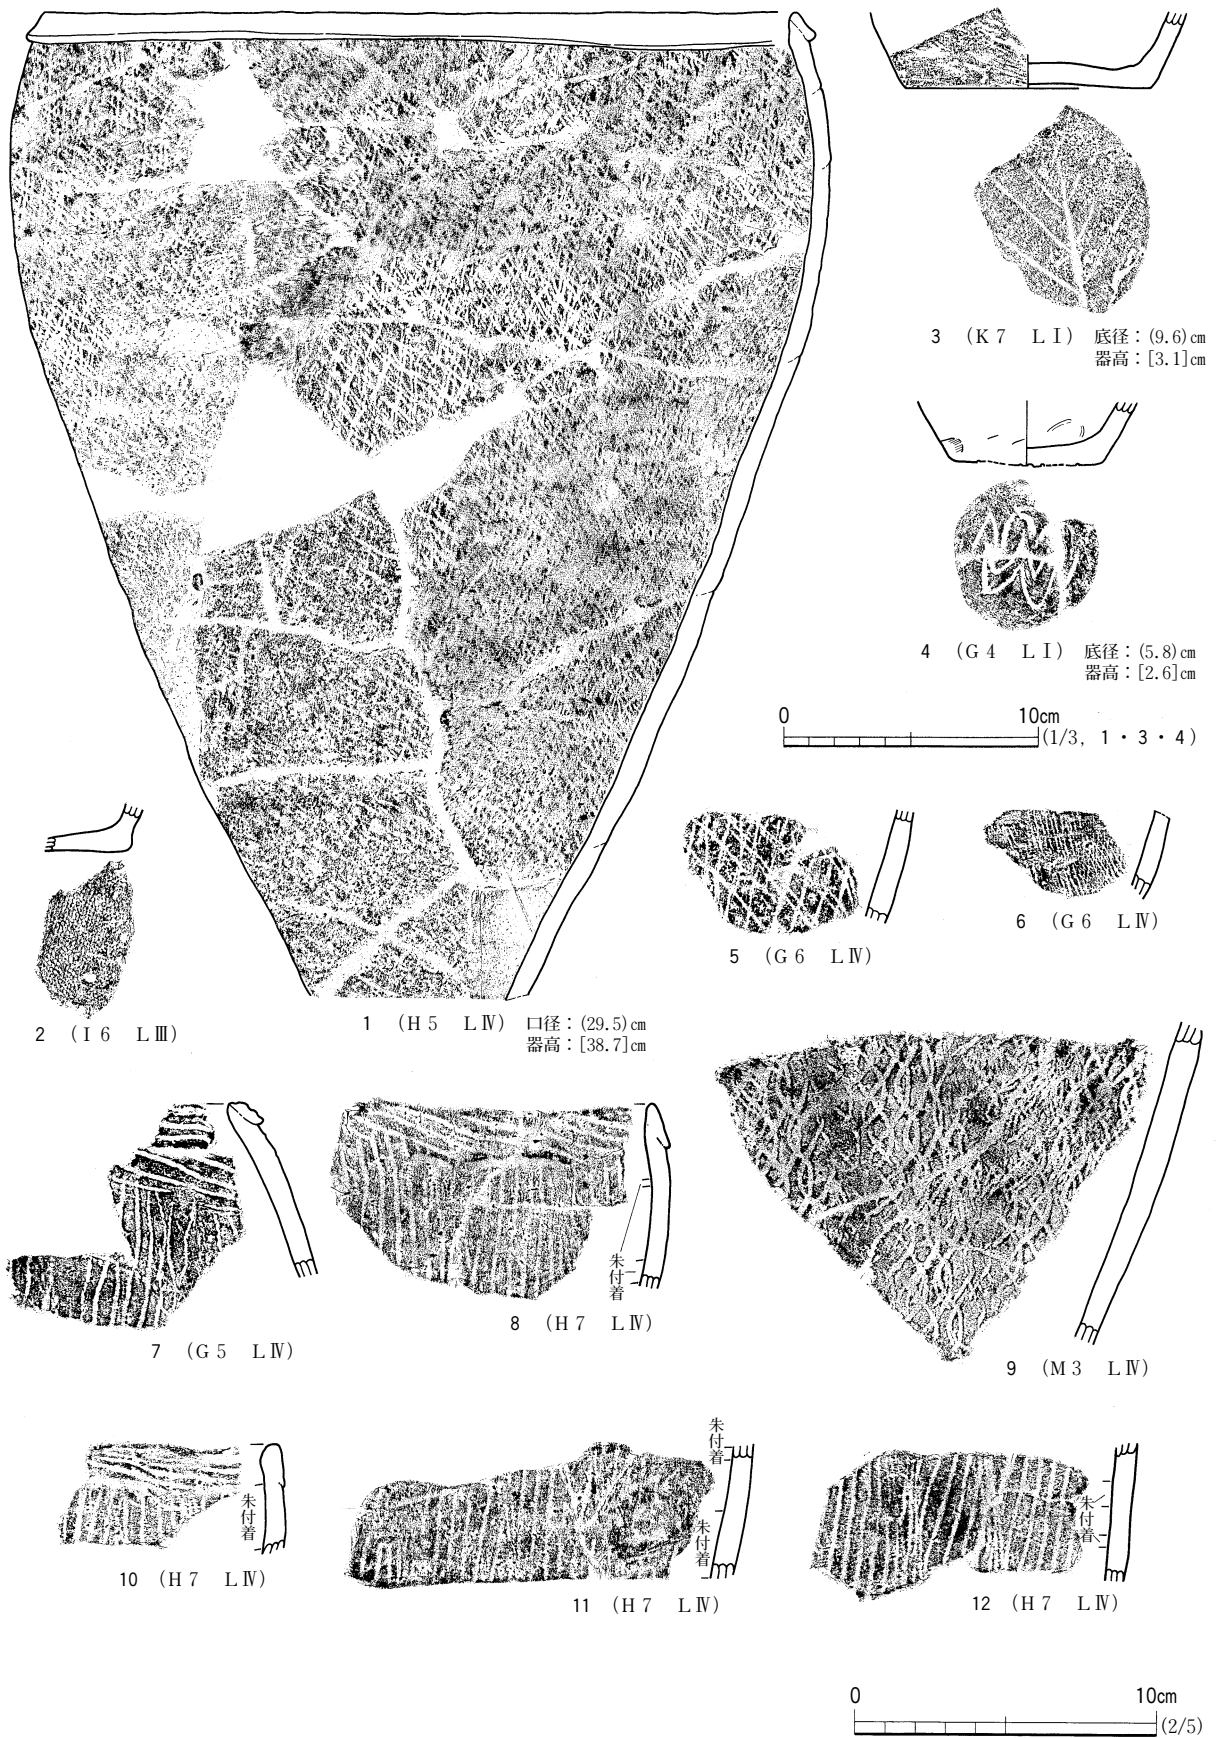 3 （K７ LⅠ） 底径：(9.6)㎝
器高：[3.1]㎝
4 （G４ LⅠ） 底径：(5.8)㎝
器高：[2.6]㎝
0 10㎝
(1/3, 1・3・4)
5 （G６ LⅣ）
6 （G６ LⅣ）
2 （I６ LⅢ）
1 （H５ LⅣ） 口径：(29.5)㎝
器高：[38.7]㎝
朱付着
8 （H７ LⅣ）
7 （G５ LⅣ）
9 （M３ LⅣ）
朱付着
10 （H７ LⅣ）
朱付着
朱付着
11 （H７ LⅣ）
朱付着
12 （H７ LⅣ）
0 10㎝
(2/5)